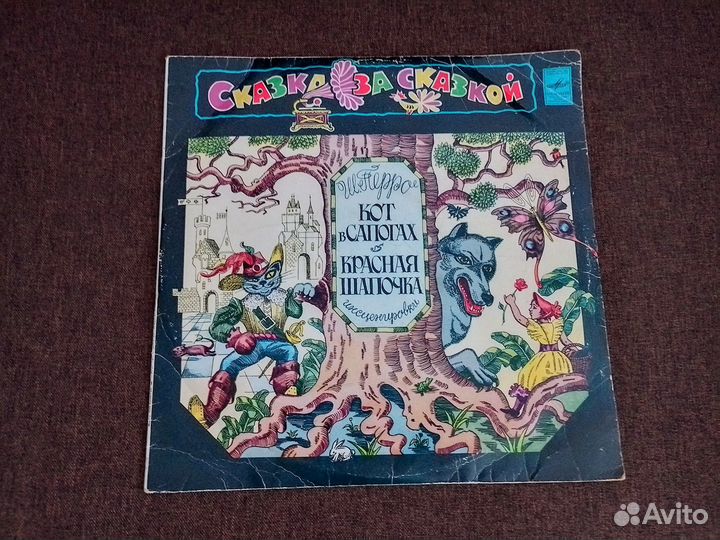 СКАЗКА ЗА СКАЗКОЙ
Ш. Перро
КОТ
в САПОГАХ
КРАСНАЯ
ШАПОЧКА
инсценировки
Avito